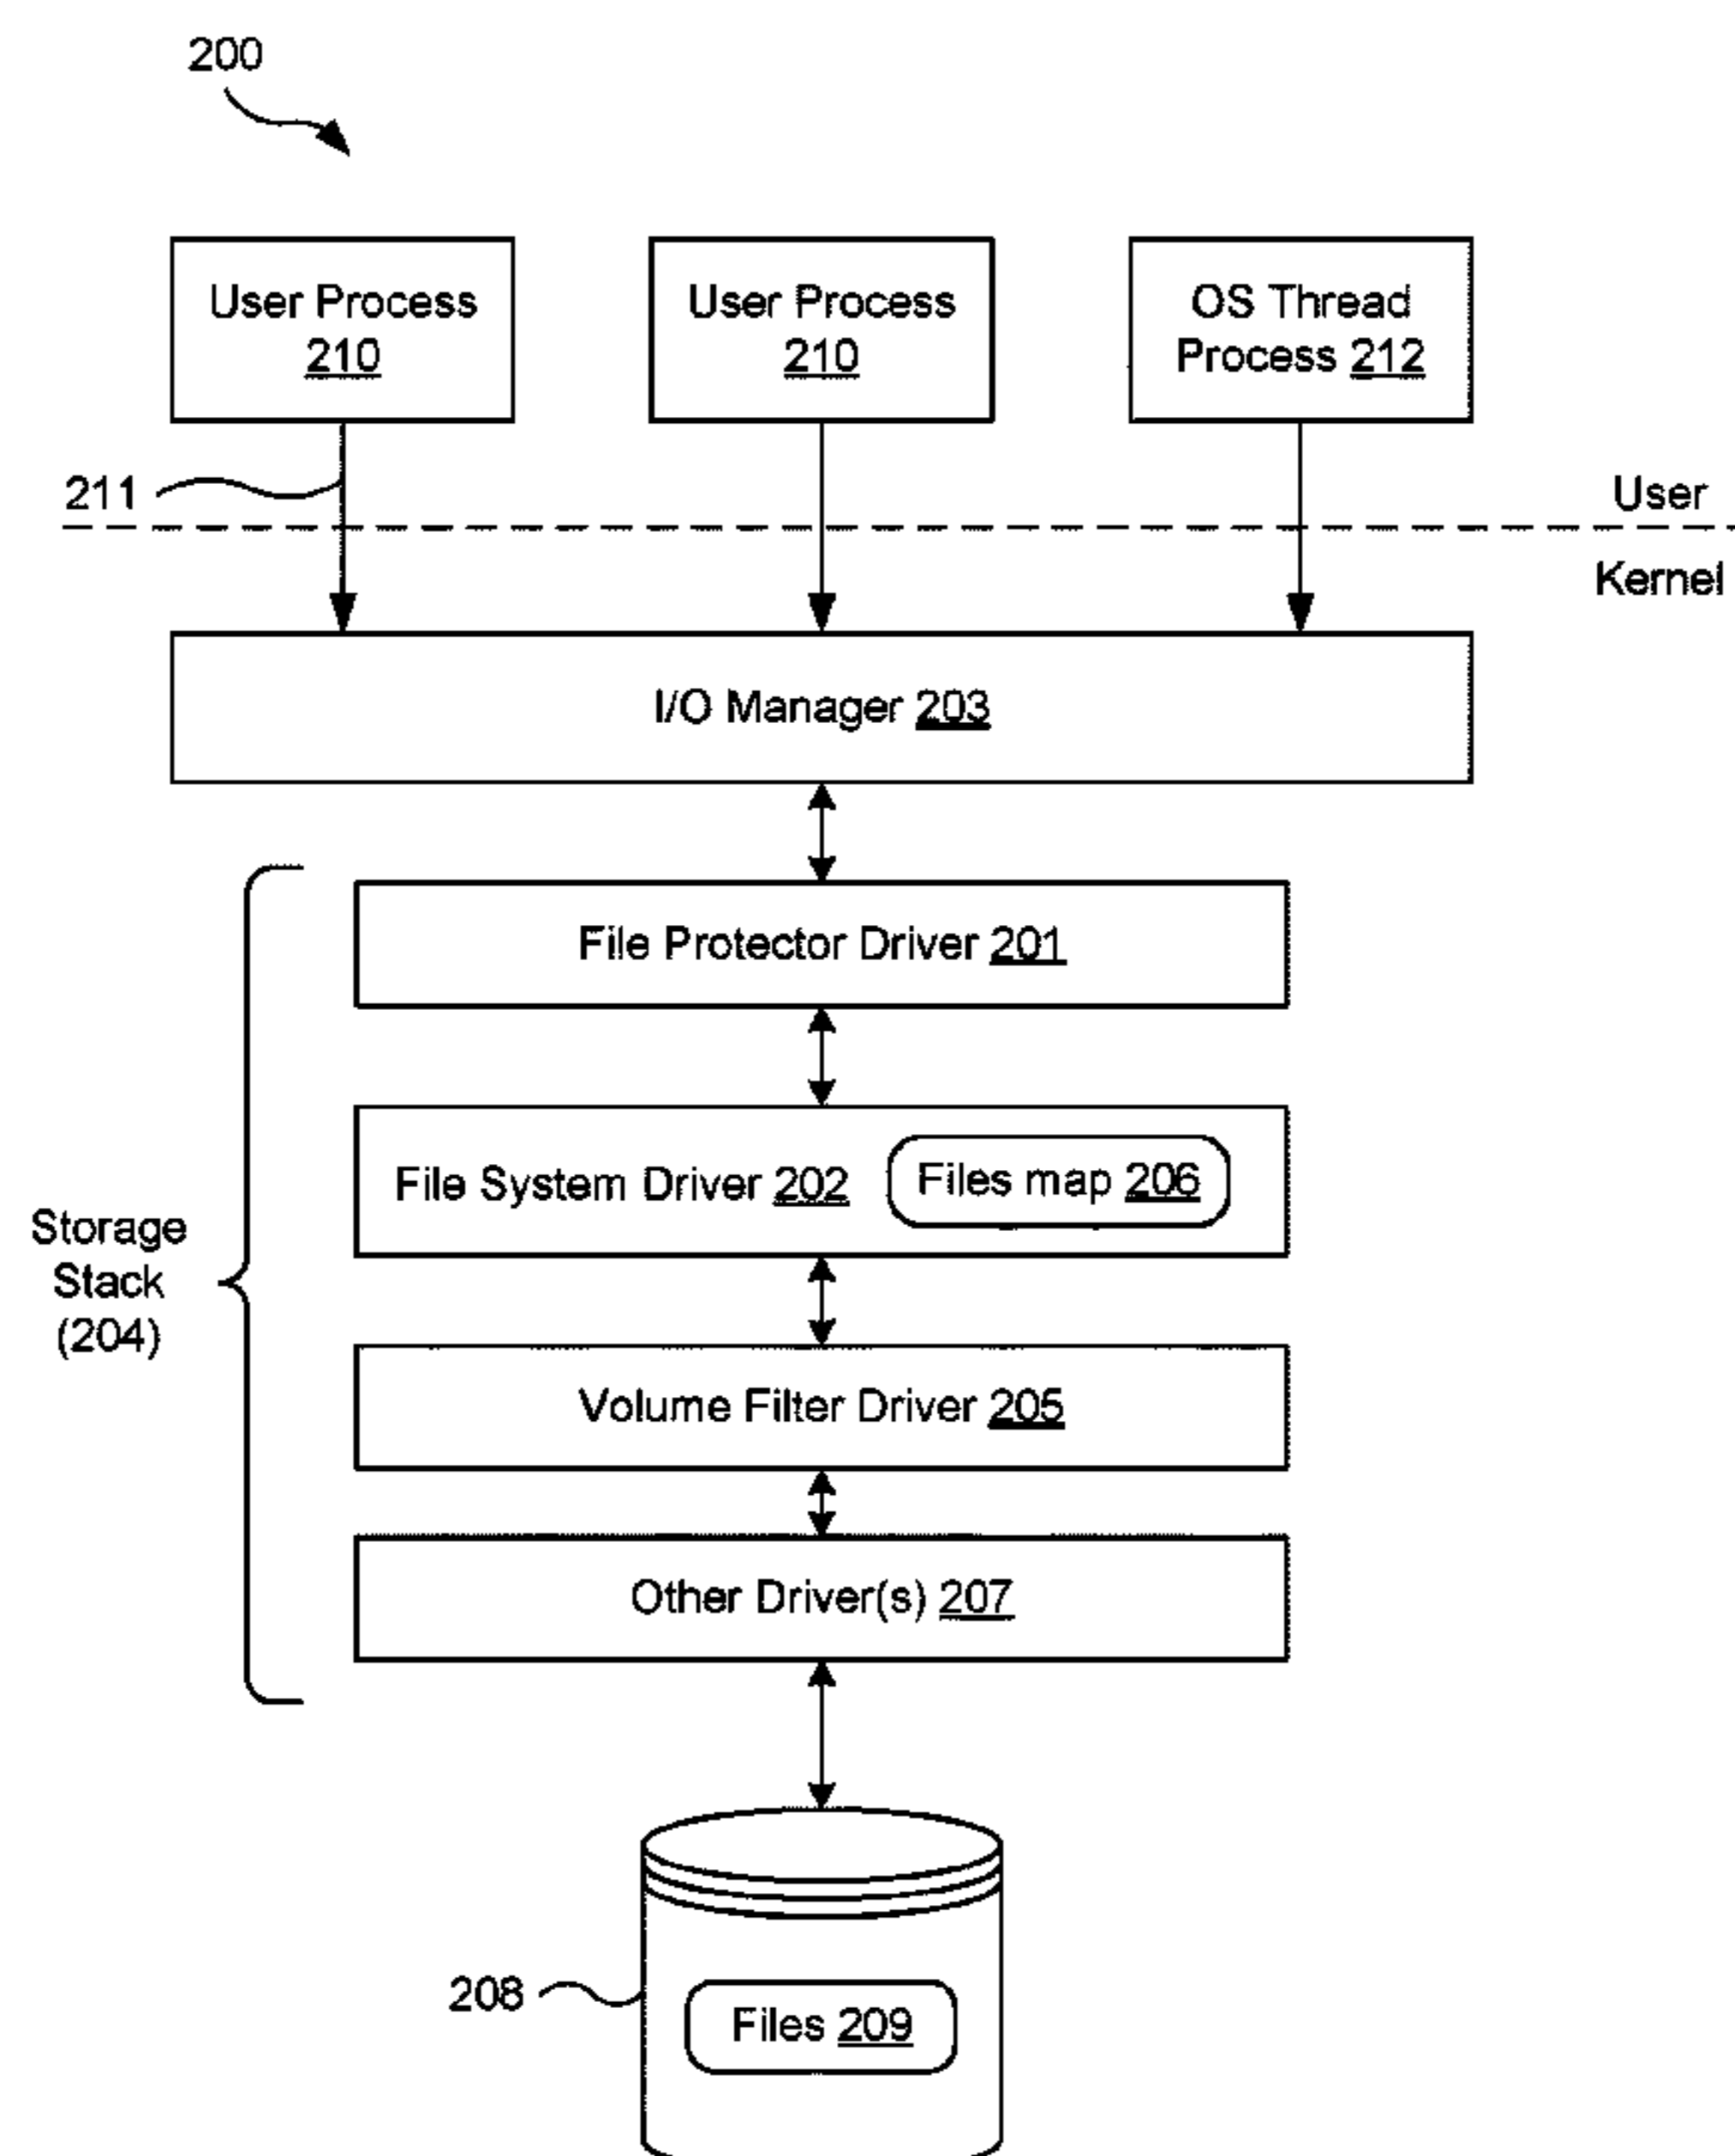 200
User Process
210
User Process
210
OS Thread
Process 212
211
User
Kernel
I/O Manager 203
File Protector Driver 201
File System Driver 202
Files map 206
Storage
Stack
(204)
Volume Filter Driver 205
Other Driver(s) 207
208
Files 209